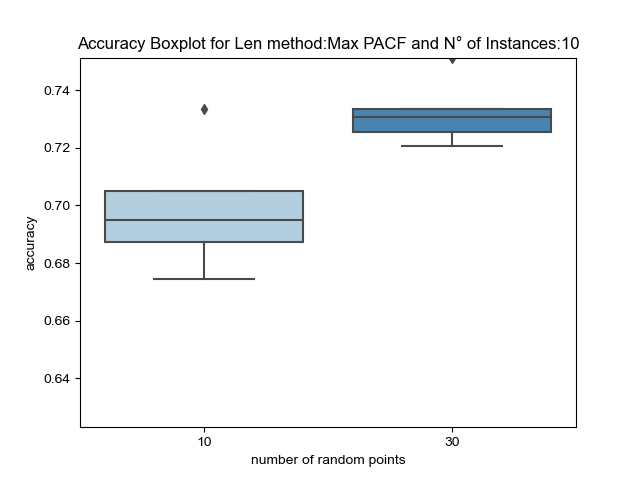 Accuracy Boxplot for Len method:Max PACF and N° of Instances:10
0.74
0.72
0.70
0.68
0.66
0.64
accuracy
10 30
number of random points